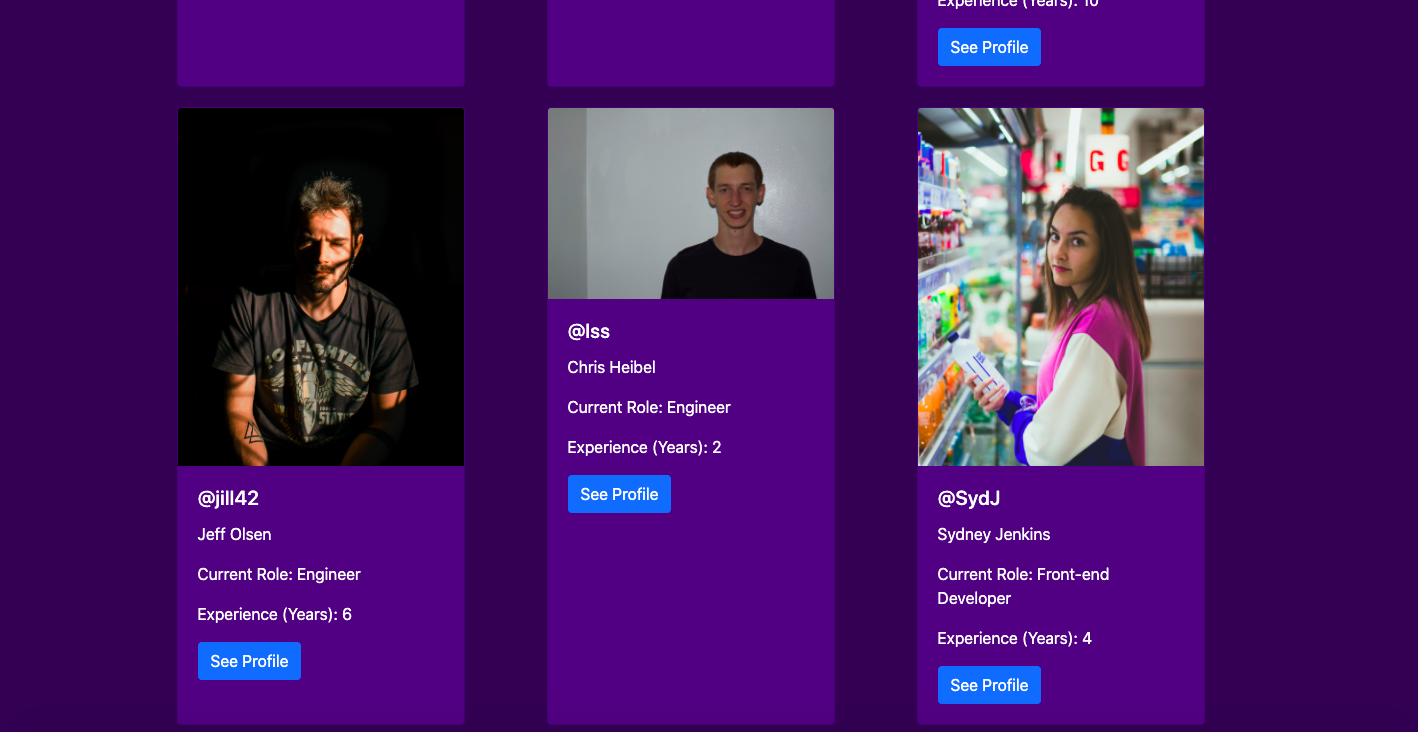 Experience (Years): 10
See Profile
G G
@jill42
Jeff Olsen
Current Role: Engineer
Experience (Years): 6
See Profile
@lss
Chris Heibel
Current Role: Engineer
Experience (Years): 2
See Profile
@SydJ
Sydney Jenkins
Current Role: Front-end
Developer
Experience (Years): 4
See Profile